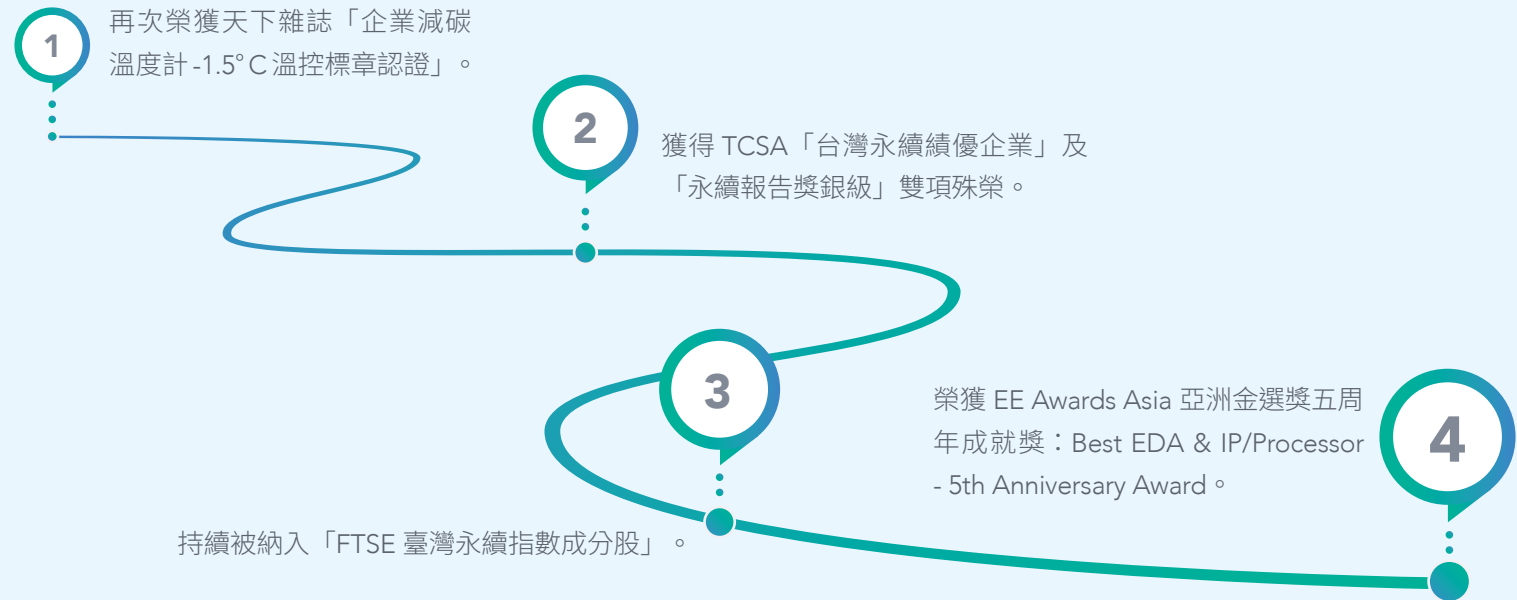 1
再次榮獲天下雜誌「企業減碳
溫度計 -1.5°C 溫控標章認證」。
2
獲得 TCSA「台灣永續績優企業」及
「永續報告獎銀級」雙項殊榮。
3
持續被納入「FTSE 臺灣永續指數成分股」。
4
榮獲 EE Awards Asia 亞洲金選獎五周
年成就獎：Best EDA & IP/Processor
- 5th Anniversary Award。